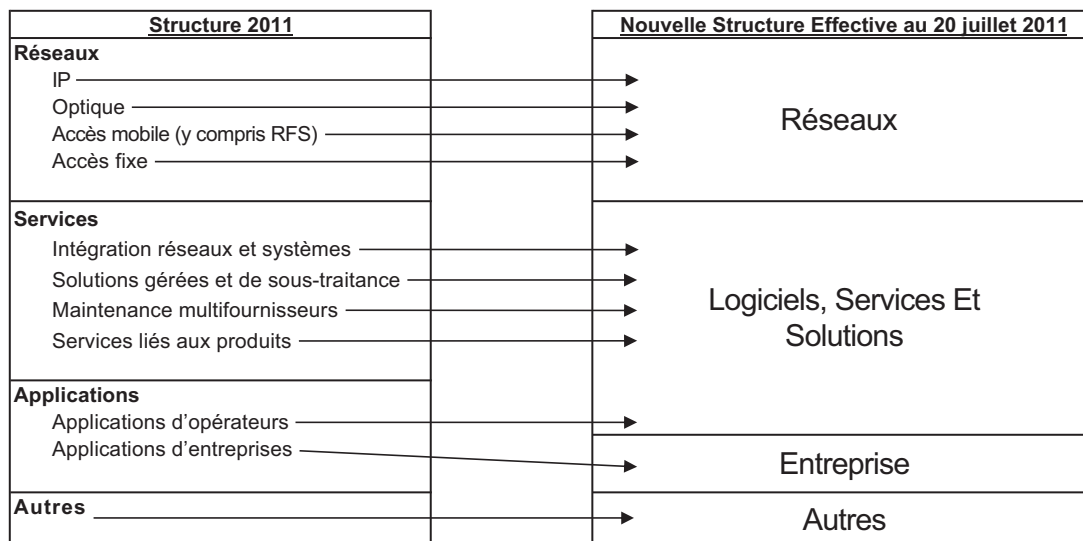 Structure 2011
Réseaux
IP
Optique
Accès mobile (y compris RFS)
Accès fixe
Services
Intégration réseaux et systèmes
Solutions gérées et de sous-traitance
Maintenance multifournisseurs
Services liés aux produits
Applications
Applications d’opérateurs
Applications d’entreprises
Autres
Nouvelle Structure Effective au 20 juillet 2011
Réseaux
Logiciels, Services Et
Solutions
Entreprise
Autres